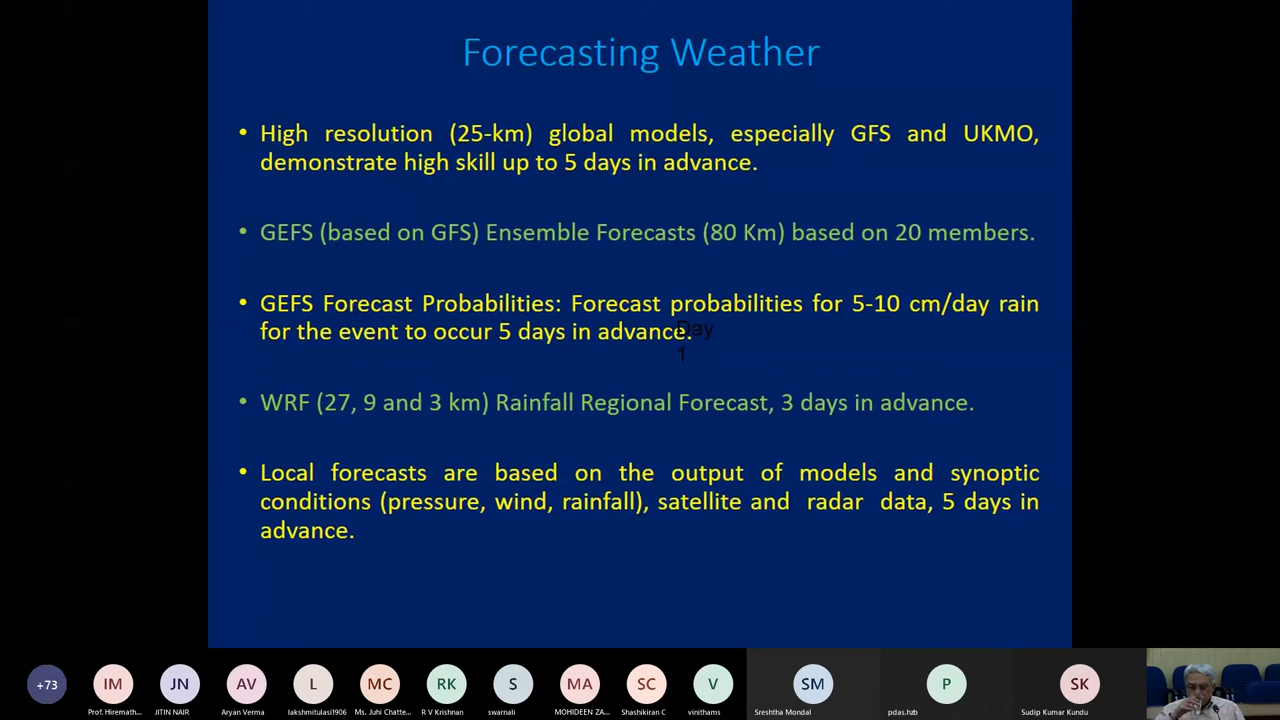 Forecasting Weather
• High resolution (25-km) global models, especially GFS and UKMO,
demonstrate high skill up to 5 days in advance.
• GEFS (based on GFS) Ensemble Forecasts (80 Km) based on 20 members.
• GEFS Forecast Probabilities: Forecast probabilities for 5-10 cm/day rain
for the event to occur 5 days in advance.
Day
1
• WRF (27, 9 and 3 km) Rainfall Regional Forecast, 3 days in advance.
• Local forecasts are based on the output of models and synoptic
conditions (pressure, wind, rainfall), satellite and radar data, 5 days in
advance.
+73 IM JN AV L MC RK S MA SC V SM P SK
Prof. Hiremath... JITIN NAIR Aryan Verma lakshmitulasi1906 Ms. Juhi Chatte... R V Krishnan swarnali MOHIDEEN ZA... Shashikiran C vinithams Sreshtha Mondal pdas.hzb Sudip Kumar Kundu